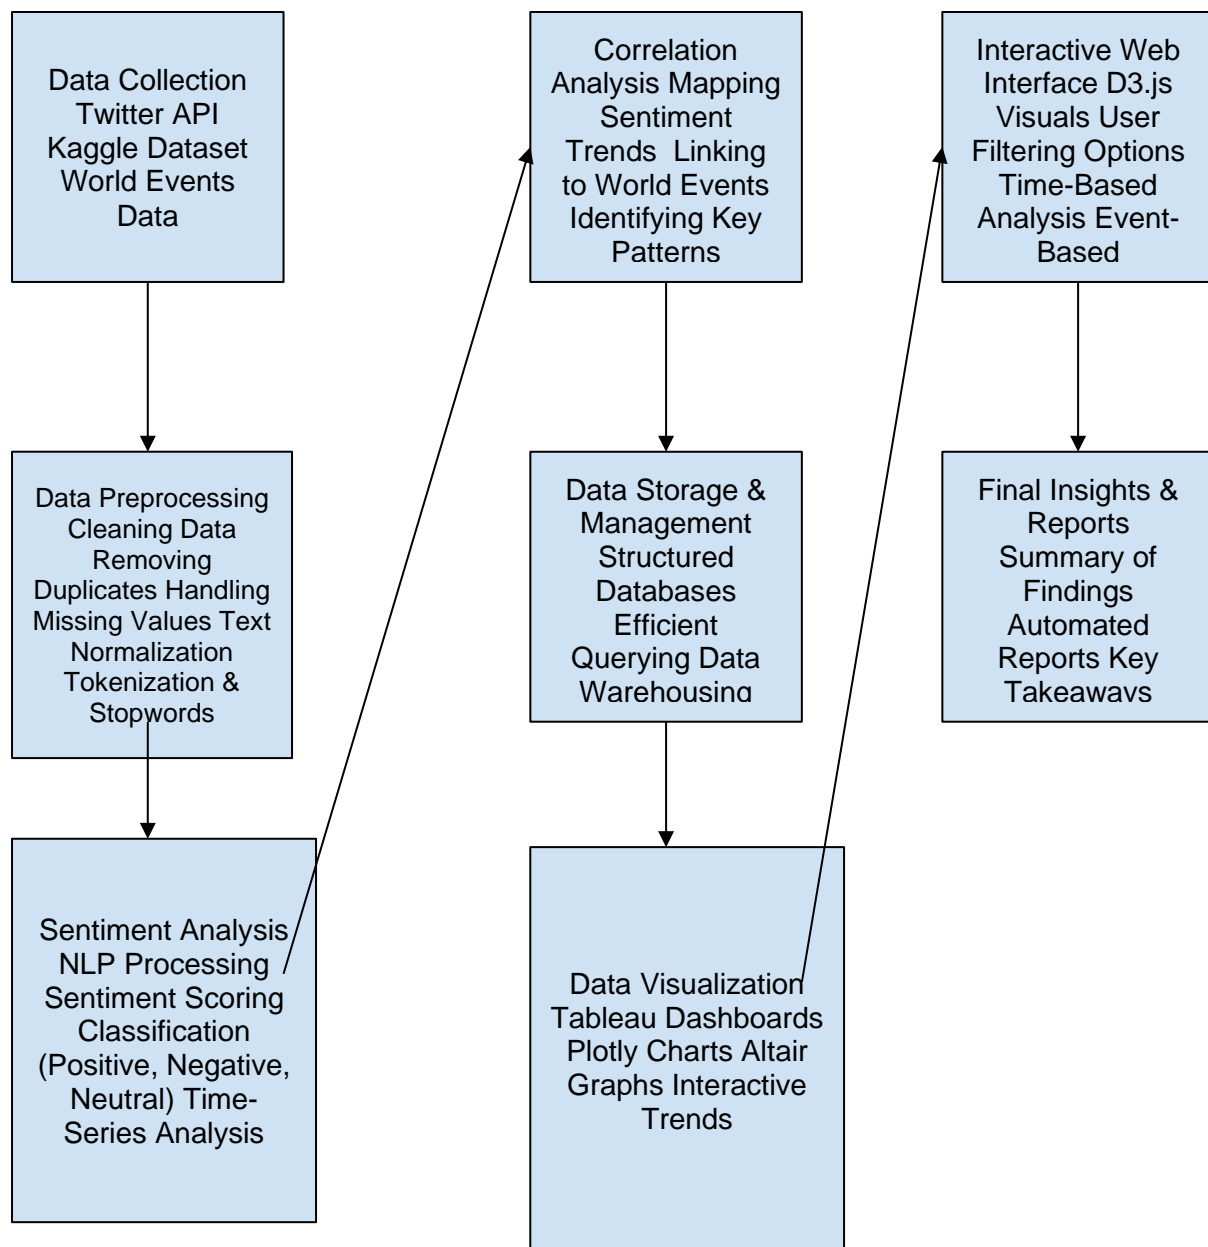 Data Collection
Twitter API
Kaggle Dataset
World Events
Data
Data Preprocessing
Cleaning Data
Removing
Duplicates Handling
Missing Values Text
Normalization
Tokenization &
Stopwords
Sentiment Analysis
NLP Processing
Sentiment Scoring
Classification
(Positive, Negative,
Neutral) Time-
Series Analysis
Correlation
Analysis Mapping
Sentiment
Trends  Linking
to World Events
Identifying Key
Patterns
Data Storage &
Management
Structured
Databases
Efficient
Querying Data
Warehousing
Data Visualization
Tableau Dashboards
Plotly Charts Altair
Graphs Interactive
Trends
Interactive Web
Interface D3.js
Visuals User
Filtering Options
Time-Based
Analysis Event-
Based
Final Insights &
Reports
Summary of
Findings
Automated
Reports Key
Takeaways